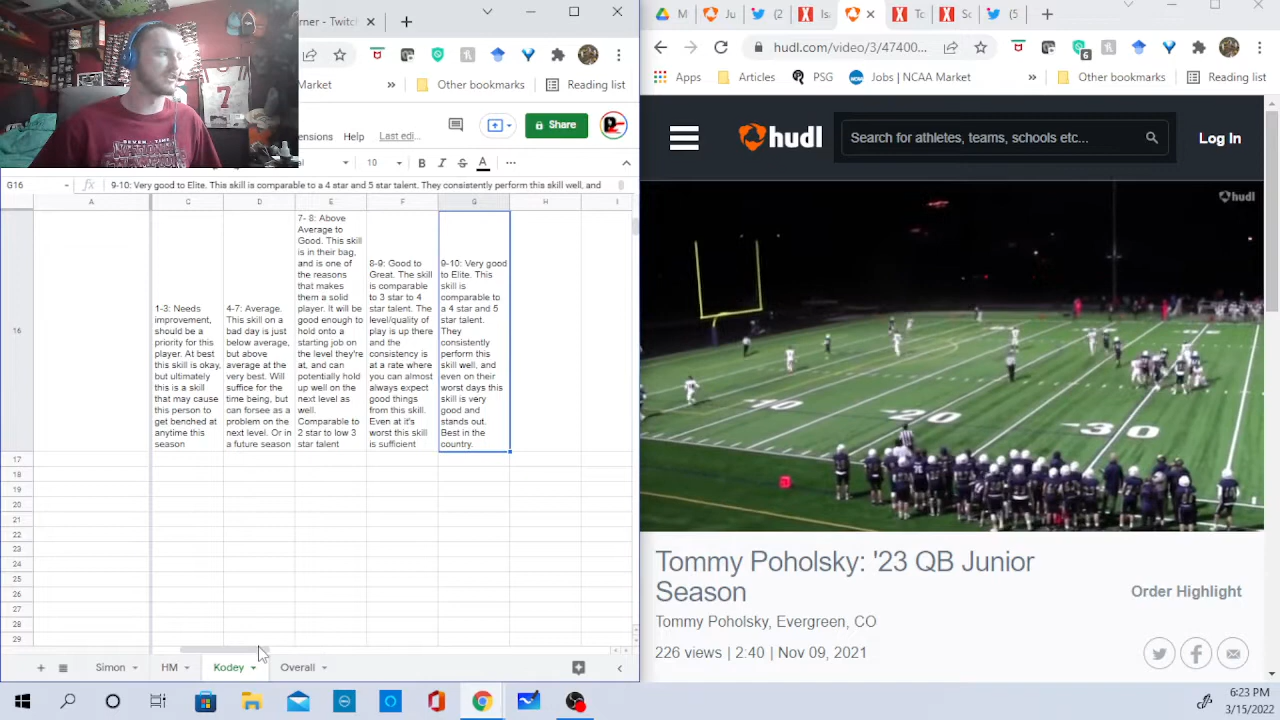 rner - Twitch
Market
Other bookmarks
Reading list
ensions
Help
Last edi...
Share
10
B
I
S
A
G16
fx
9-10: Very good to Elite. This skill is comparable to a 4 star and 5 star talent. They consistently perform this skill well, and
A
C
D
E
F
G
H
I
16
1-3: Needs
improvement,
should be a
priority for this
player. At best
this skill is okay,
but ultimately
this is a skill
that may cause
this person to
get benched at
anytime this
season
4-7: Average.
This skill on a
bad day is just
below average,
but above
average at the
very best. Will
suffice for the
time being, but
can forsee as a
problem on the
next level. Or in
a future season
7- 8: Above
Average to
Good. This skill
is in their bag,
and is one of
the reasons
that makes
them a solid
player. It will be
good enough to
hold onto a
starting job on
the level they're
at, and can
potentially hold
up well on the
next level as
well.
Comparable to
2 star to low 3
star talent
8-9: Good to
Great. The skill
is comparable
to 3 star to 4
star talent. The
level/quality of
play is up there
and the
consistency is
at a rate where
you can almost
always expect
good things
from this skill.
Even at it's
worst this skill
is sufficient
9-10: Very good
to Elite. This
skill is
comparable to
a 4 star and 5
star talent.
They
consistently
perform this
skill well, and
even on their
worst days this
skill is very
good and
stands out.
Best in the
country.
17
18
19
20
21
22
23
24
25
26
27
28
29
Simon
HM
Kodey
Overall
M
Ju
(2
Is
Tc
Sc
(5
hudl.com/video/3/47400...
6
Apps
Articles
PSG
Jobs | NCAA Market
Other bookmarks
Reading list
hudl
Search for athletes, teams, schools etc...
Log In
hudl
10
20
30
Tommy Poholsky: '23 QB Junior
Season
Order Highlight
Tommy Poholsky, Evergreen, CO
226 views | 2:40 | Nov 09, 2021
6:23 PM
3/15/2022
7